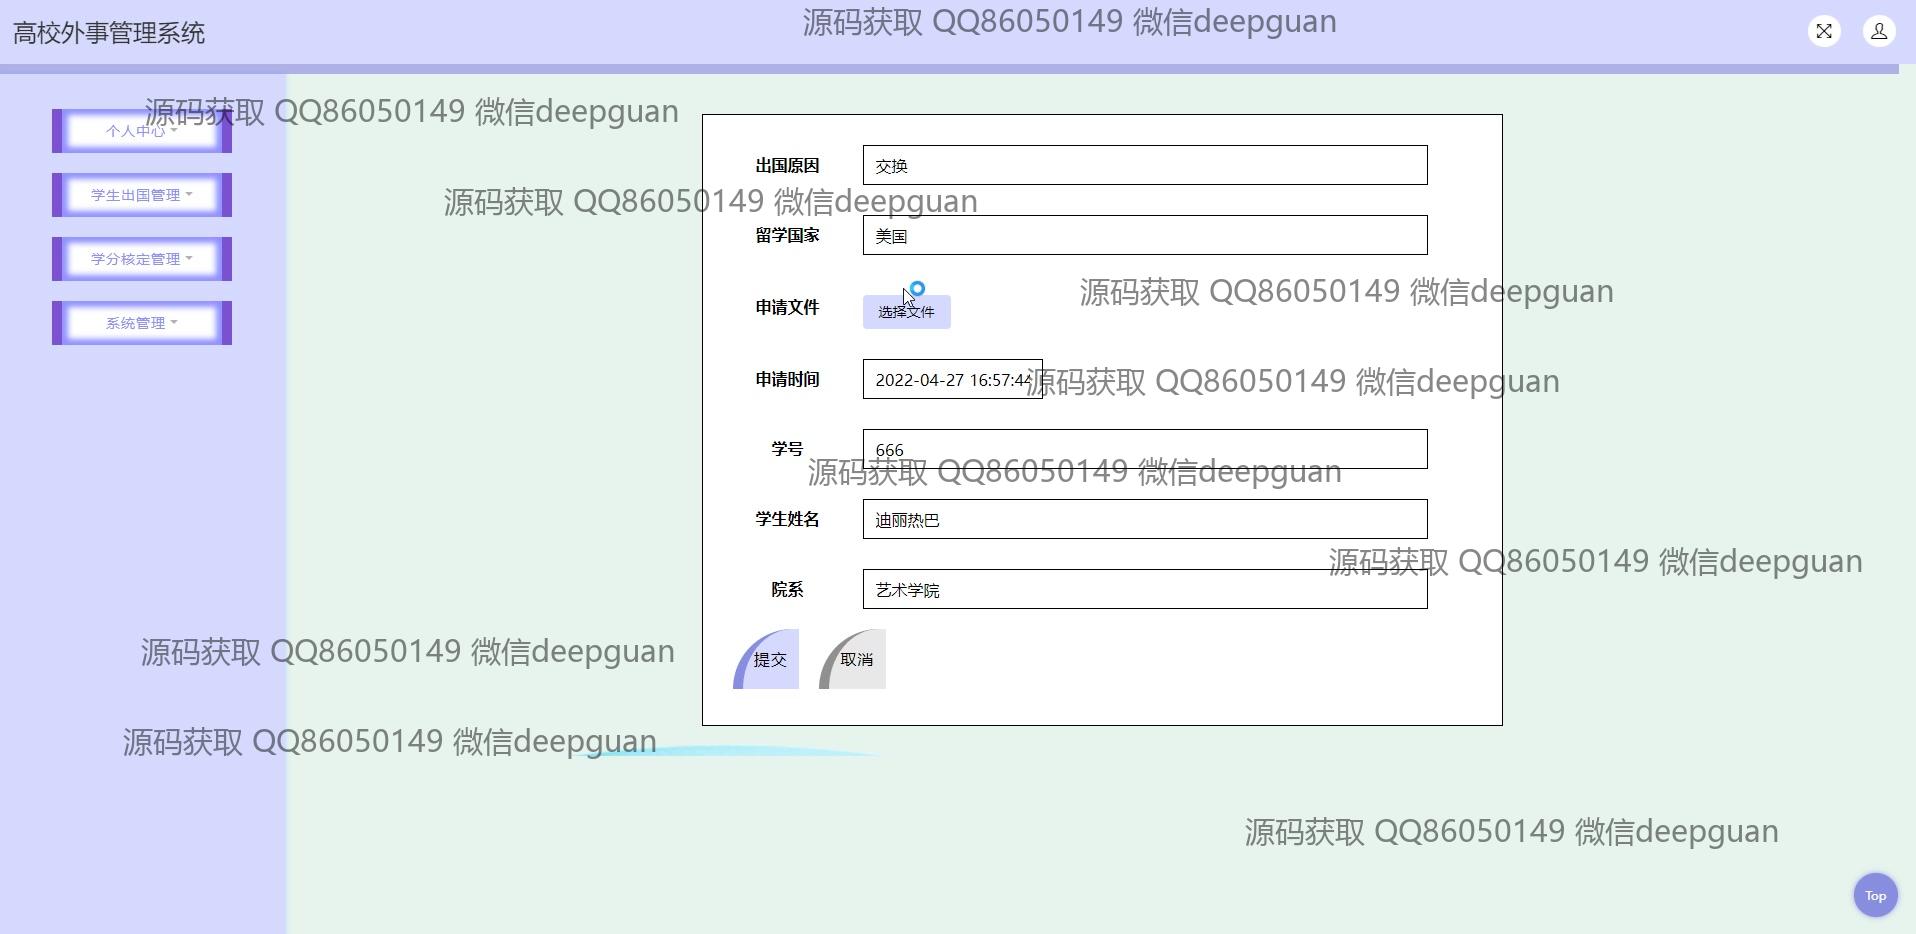 高校外事管理系统
源码获取 QQ86050149 微信deepguan
源码获取 QQ86050149 微信deepguan
个人中心
出国原因 交换
学生出国管理
源码获取 QQ86050149 微信deepguan
留学国家 美国
学分核定管理
源码获取 QQ86050149 微信deepguan
申请文件 选择文件
系统管理
申请时间 2022-04-27 16:57:44
源码获取 QQ86050149 微信deepguan
学号 666
源码获取 QQ86050149 微信deepguan
学生姓名 迪丽热巴
源码获取 QQ86050149 微信deepguan
院系 艺术学院
源码获取 QQ86050149 微信deepguan
提交 取消
源码获取 QQ86050149 微信deepguan
源码获取 QQ86050149 微信deepguan
Top